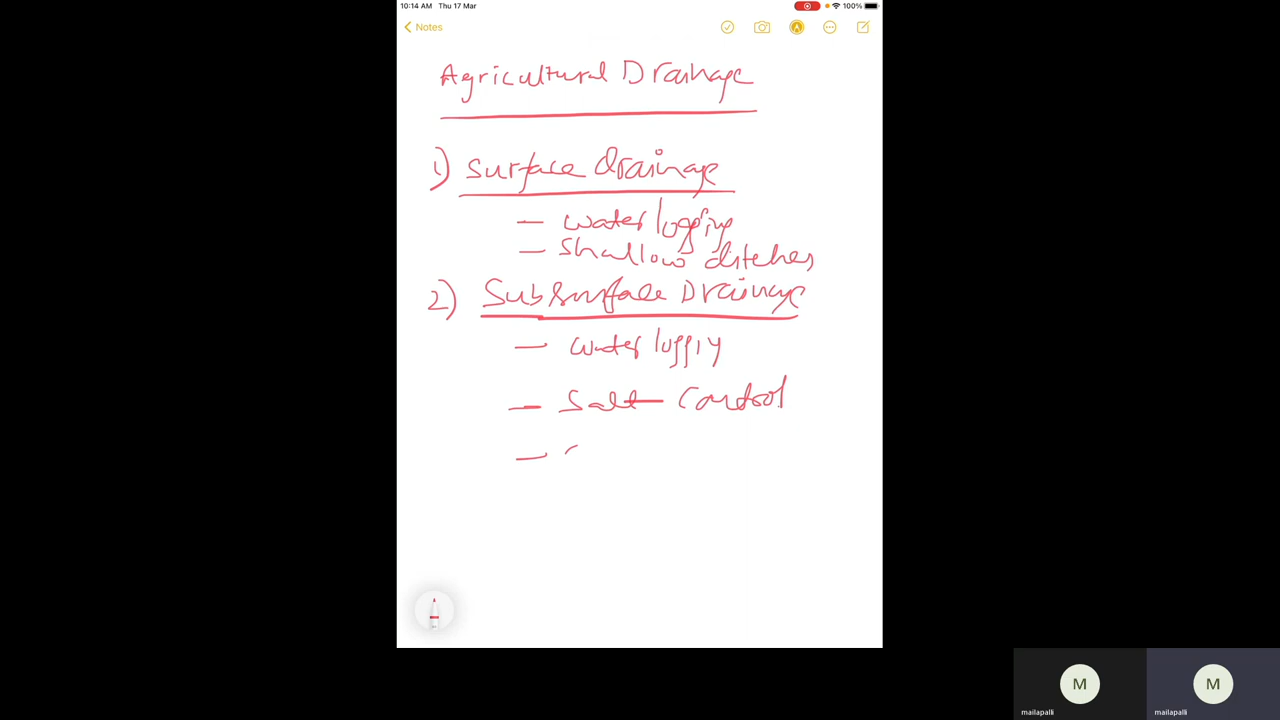 10:14 AM Thu 17 Mar
100%
Notes
Agricultural Drainage
1) Surface drainage
- Water logging
- Shallow ditches
2) Subsurface Drainage
- Water loggig
- Salt Control
-
mailapalli
M
mailapalli
M